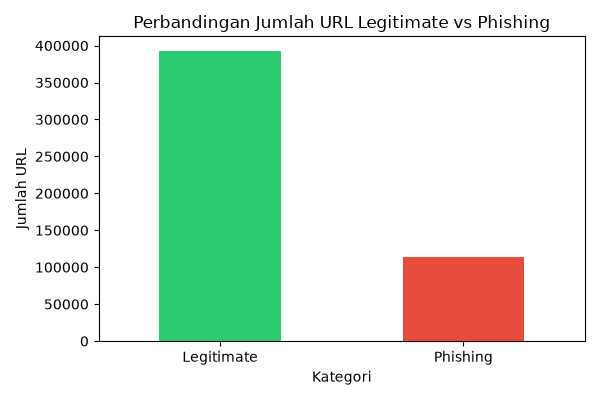 Perbandingan Jumlah URL Legitimate vs Phishing
Jumlah URL
400000
350000
300000
250000
200000
150000
100000
50000
0
Legitimate
Phishing
Kategori